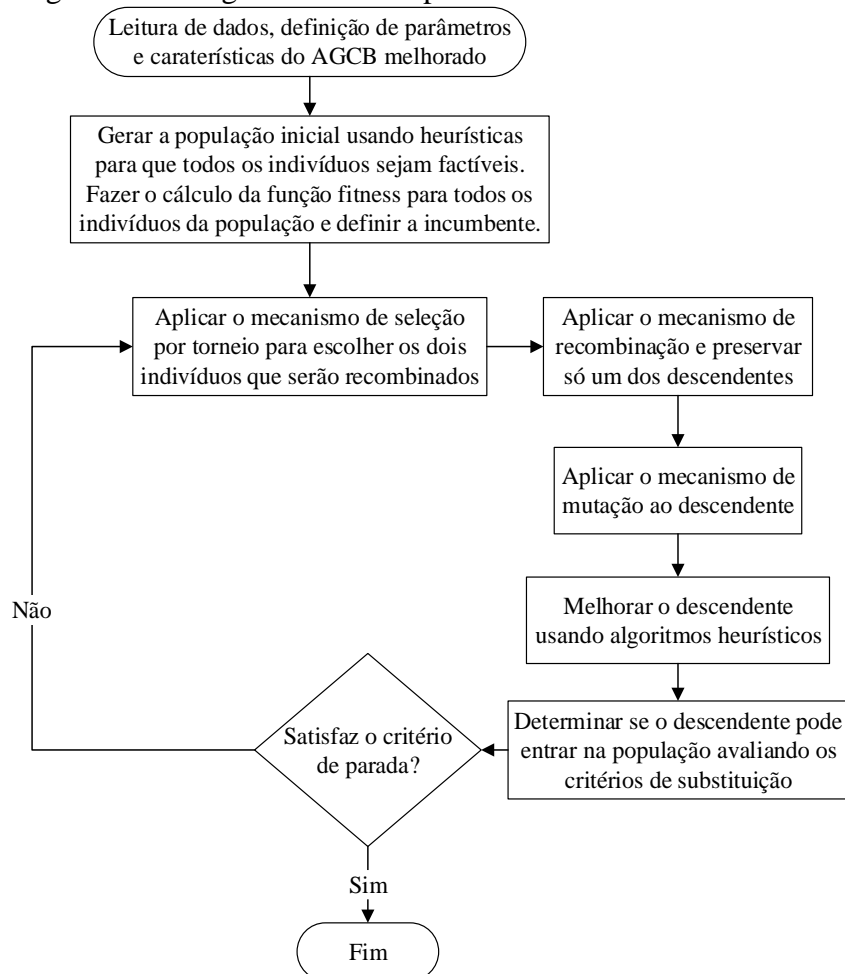 Leitura de dados, definição de parâmetros
e caraterísticas do AGCB melhorado
Gerar a população inicial usando heurísticas
para que todos os indivíduos sejam factíveis.
Fazer o cálculo da função fitness para todos os
indivíduos da população e definir a incumbente.
Aplicar o mecanismo de seleção
por torneio para escolher os dois
indivíduos que serão recombinados
Aplicar o mecanismo de
recombinação e preservar
só um dos descendentes
Aplicar o mecanismo de
mutação ao descendente
Melhorar o descendente
usando algoritmos heurísticos
Determinar se o descendente pode
entrar na população avaliando os
critérios de substituição
Satisfaz o critério
de parada?
Não
Sim
Fim